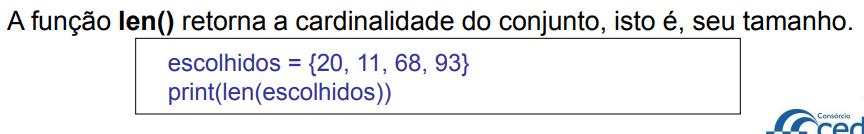 A função len() retorna a cardinalidade do conjunto, isto é, seu tamanho.
escolhidos = {20, 11, 68, 93}
print(len(escolhidos))
Consórcio